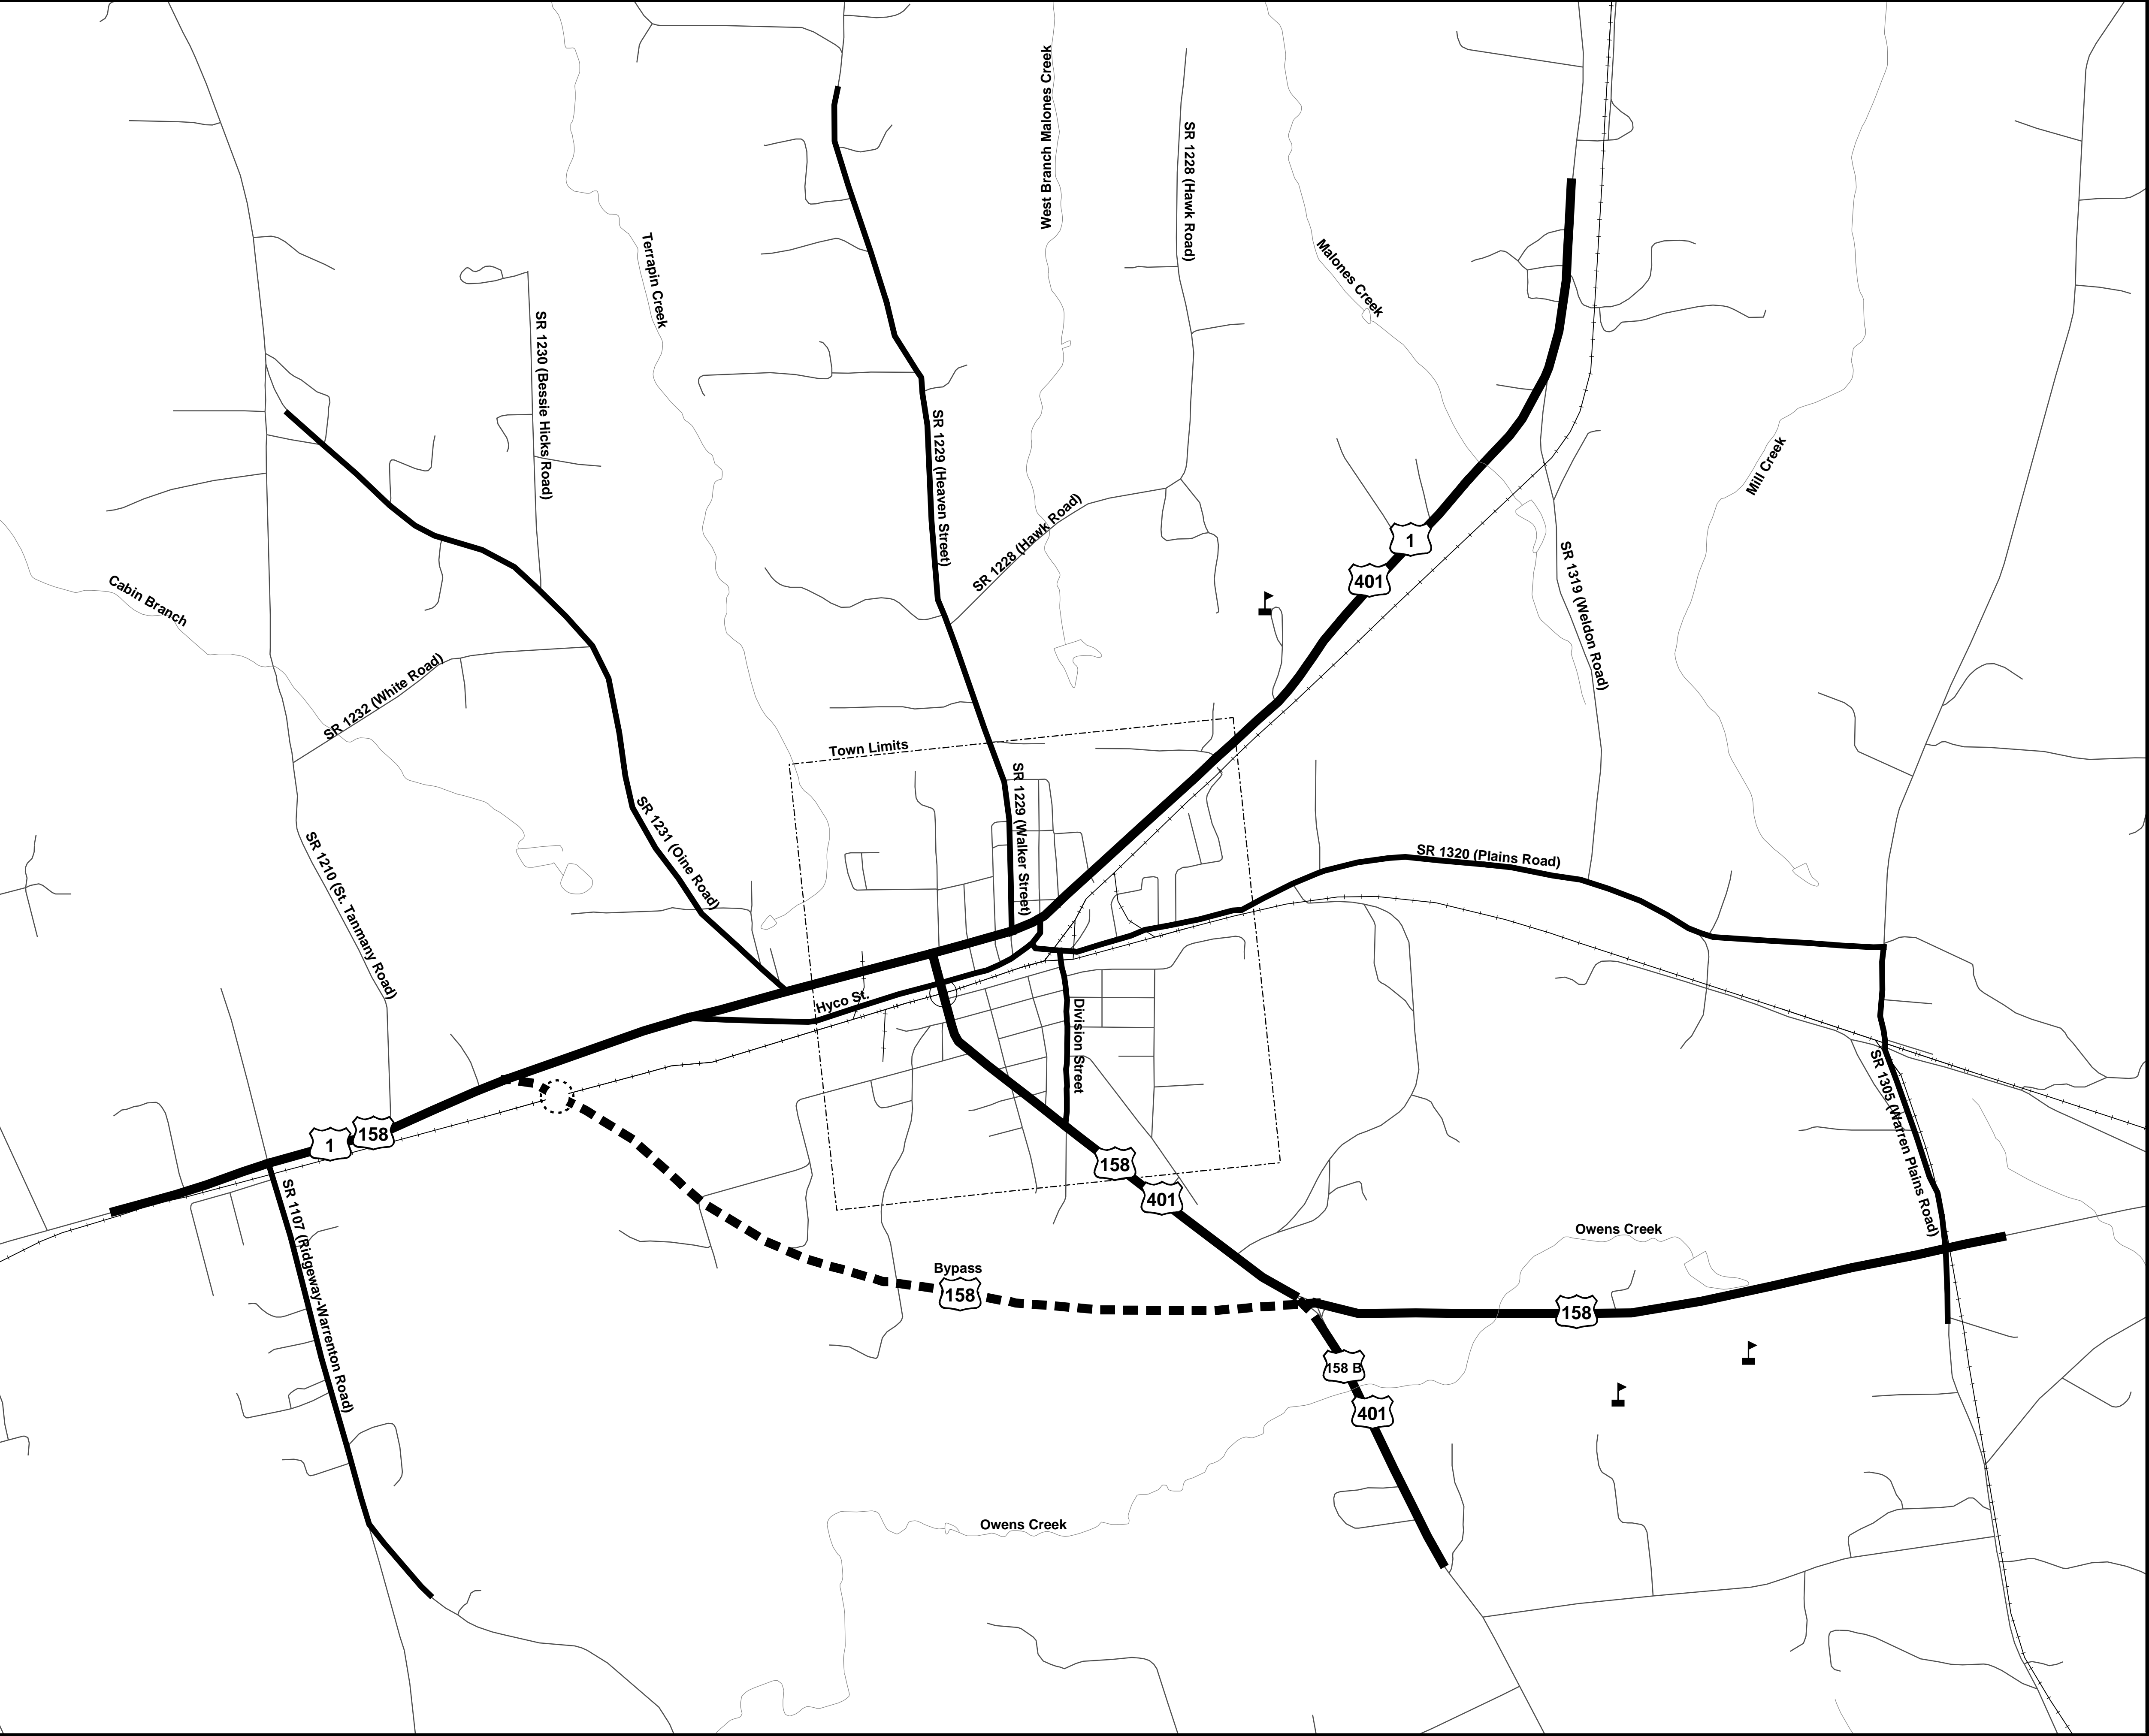 West Branch Malones Creek
SR 1228 (Hawk Road)
Terrapin Creek
Malones Creek
SR 1230 (Bessie Hicks Road)
SR 1229 (Heaven Street)
Mill Creek
SR 1228 (Hawk Road)
1
401
SR 1319 (Weldon Road)
Cabin Branch
SR 1232 (White Road)
Town Limits
SR 1229 (Walker Street)
SR 1231 (Oine Road)
SR 1210 (St. Tanmany Road)
SR 1320 (Plains Road)
Hyco St.
Division Street
SR 1305 (Warren Plains Road)
1
158
158
401
SR 1107 (Ridgeway-Warrenton Road)
Owens Creek
Bypass
158
158
158 B
401
Owens Creek